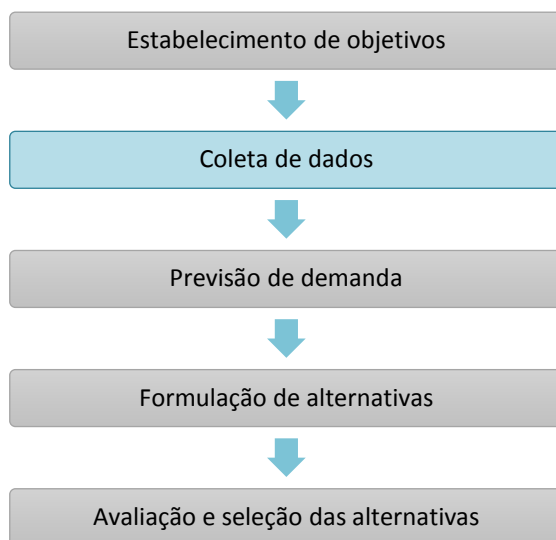 Estabelecimento de objetivos
Coleta de dados
Previsão de demanda
Formulação de alternativas
Avaliação e seleção das alternativas